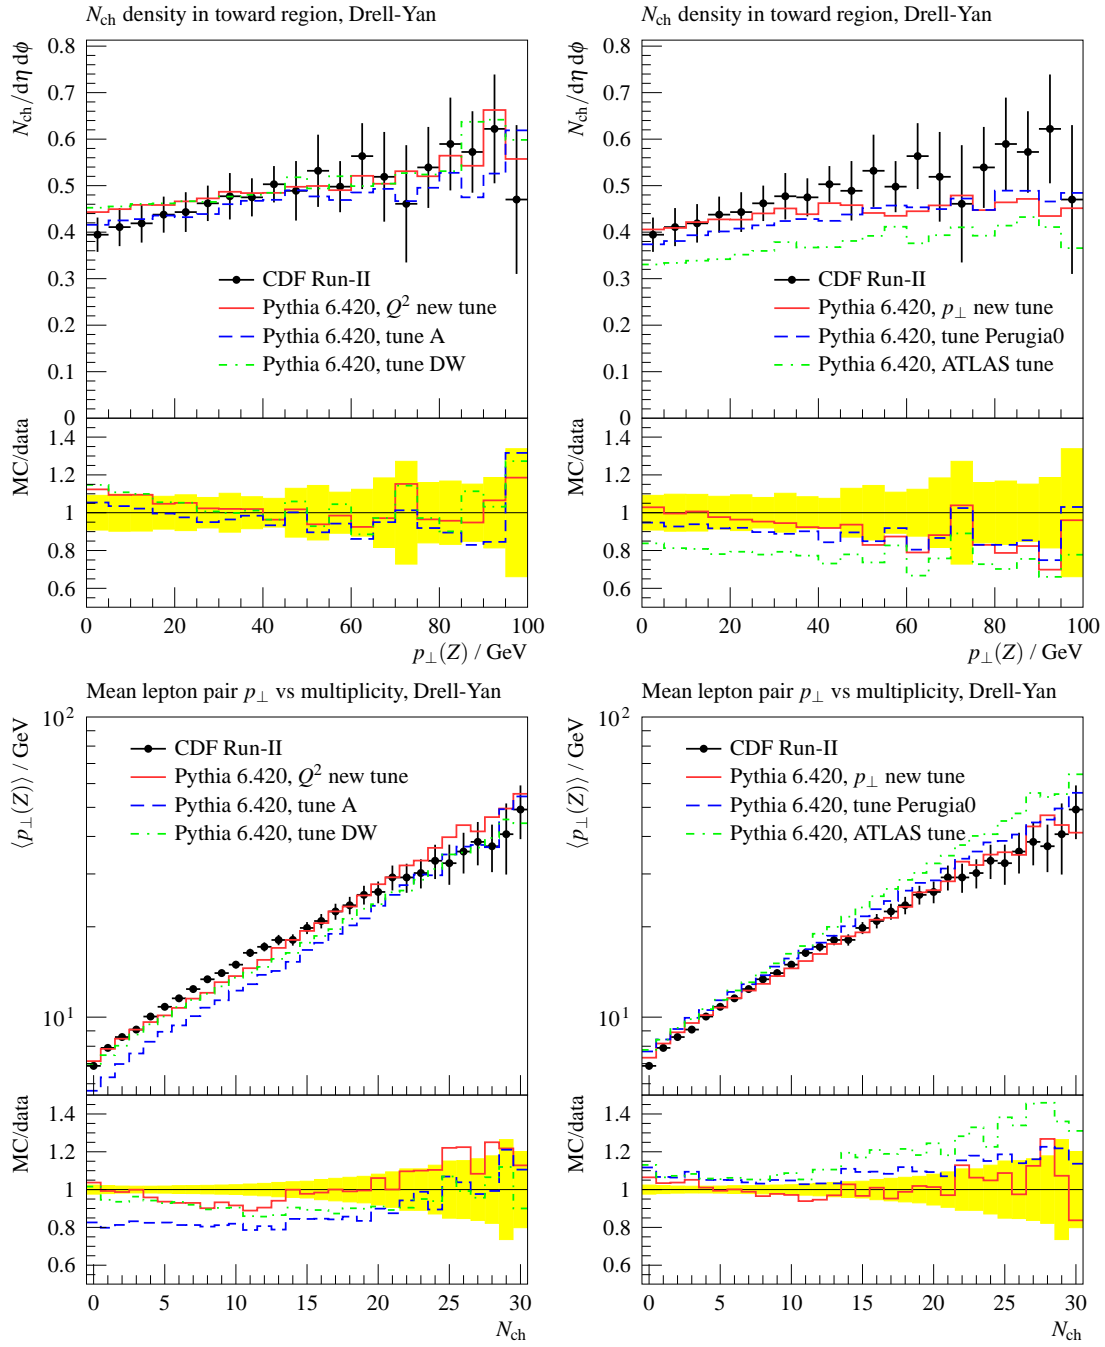 N_ch density in toward region, Drell-Yan
N_ch/dη dϕ
0.8
0.7
0.6
0.5
0.4
0.3
0.2
0.1
0
CDF Run-II
Pythia 6.420, Q² new tune
Pythia 6.420, tune A
Pythia 6.420, tune DW
MC/data
1.4
1.2
1
0.8
0.6
0 20 40 60 80 100
p⊥(Z) / GeV
N_ch density in toward region, Drell-Yan
N_ch/dη dϕ
0.8
0.7
0.6
0.5
0.4
0.3
0.2
0.1
0
CDF Run-II
Pythia 6.420, p⊥ new tune
Pythia 6.420, tune Perugia0
Pythia 6.420, ATLAS tune
MC/data
1.4
1.2
1
0.8
0.6
0 20 40 60 80 100
p⊥(Z) / GeV
Mean lepton pair p⊥ vs multiplicity, Drell-Yan
⟨p⊥(Z)⟩ / GeV
10²
10¹
CDF Run-II
Pythia 6.420, Q² new tune
Pythia 6.420, tune A
Pythia 6.420, tune DW
MC/data
1.4
1.2
1
0.8
0.6
0 5 10 15 20 25 30
N_ch
Mean lepton pair p⊥ vs multiplicity, Drell-Yan
⟨p⊥(Z)⟩ / GeV
10²
10¹
CDF Run-II
Pythia 6.420, p⊥ new tune
Pythia 6.420, tune Perugia0
Pythia 6.420, ATLAS tune
MC/data
1.4
1.2
1
0.8
0.6
0 5 10 15 20 25 30
N_ch